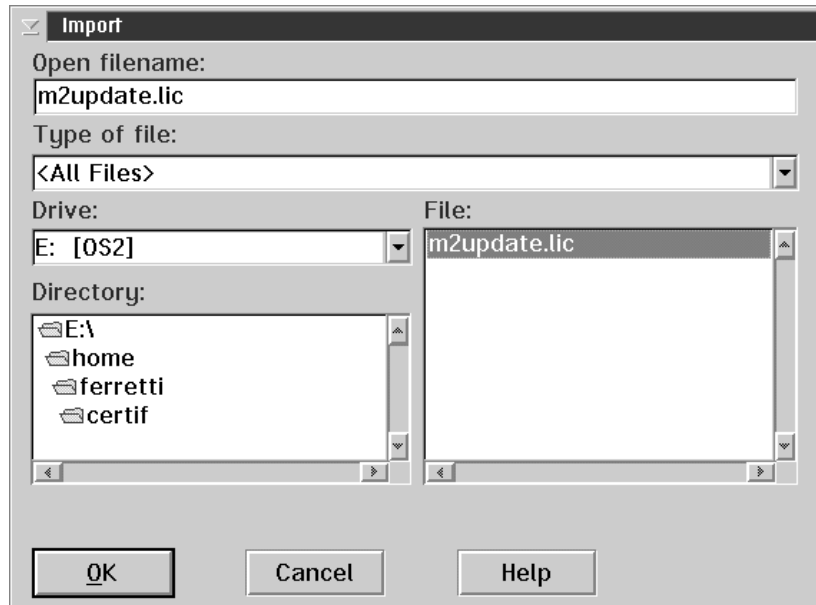 Import
Open filename:
m2update.lic
Type of file:
<All Files>
Drive:
E: [OS2]
Directory:
E:\
home
ferretti
certif
File:
m2update.lic
OK
Cancel
Help